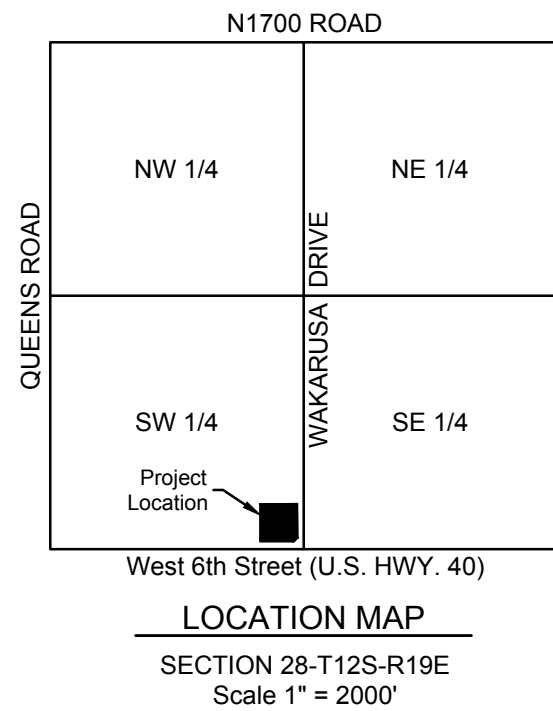 N1700 ROAD
NW 1/4
NE 1/4
QUEENS ROAD
WAKARUSA DRIVE
SW 1/4
SE 1/4
Project
Location
West 6th Street (U.S. HWY. 40)
LOCATION MAP
SECTION 28-T12S-R19E
Scale 1" = 2000'